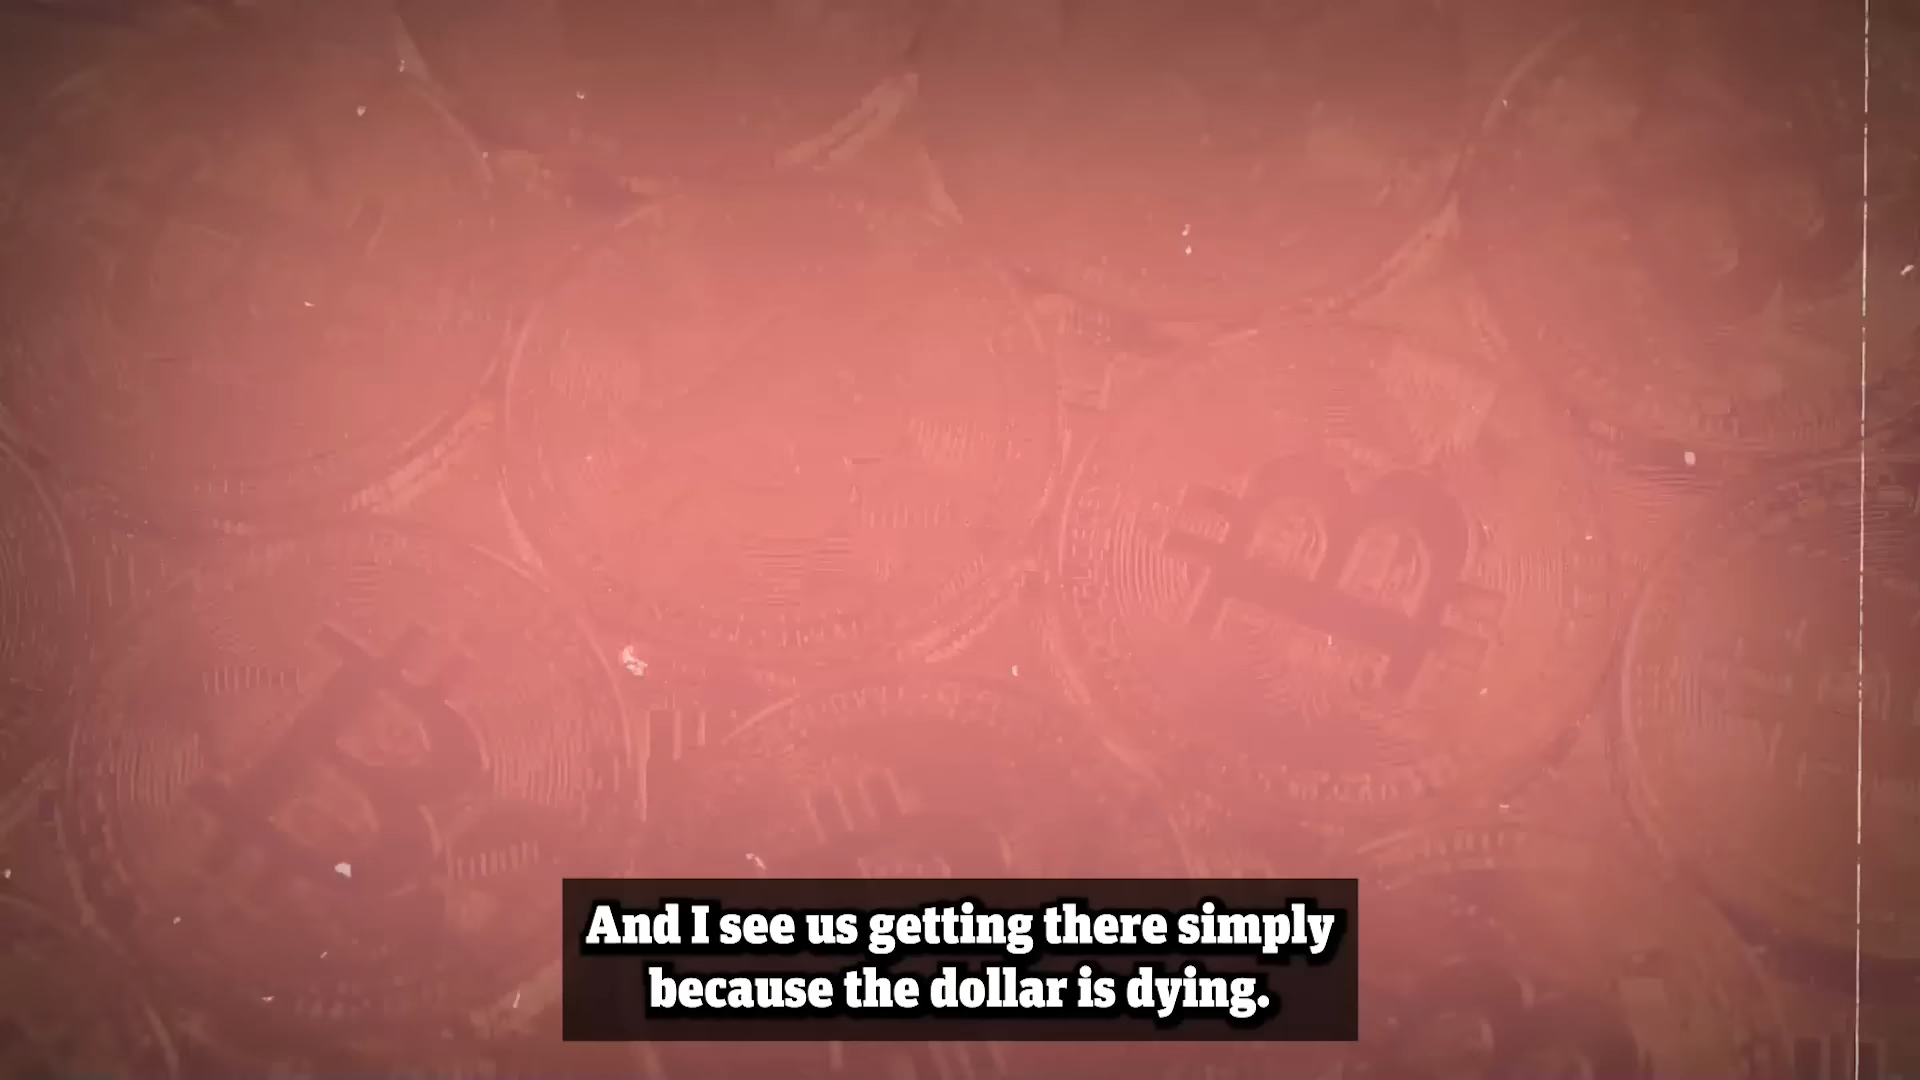 And I see us getting there simply
because the dollar is dying.